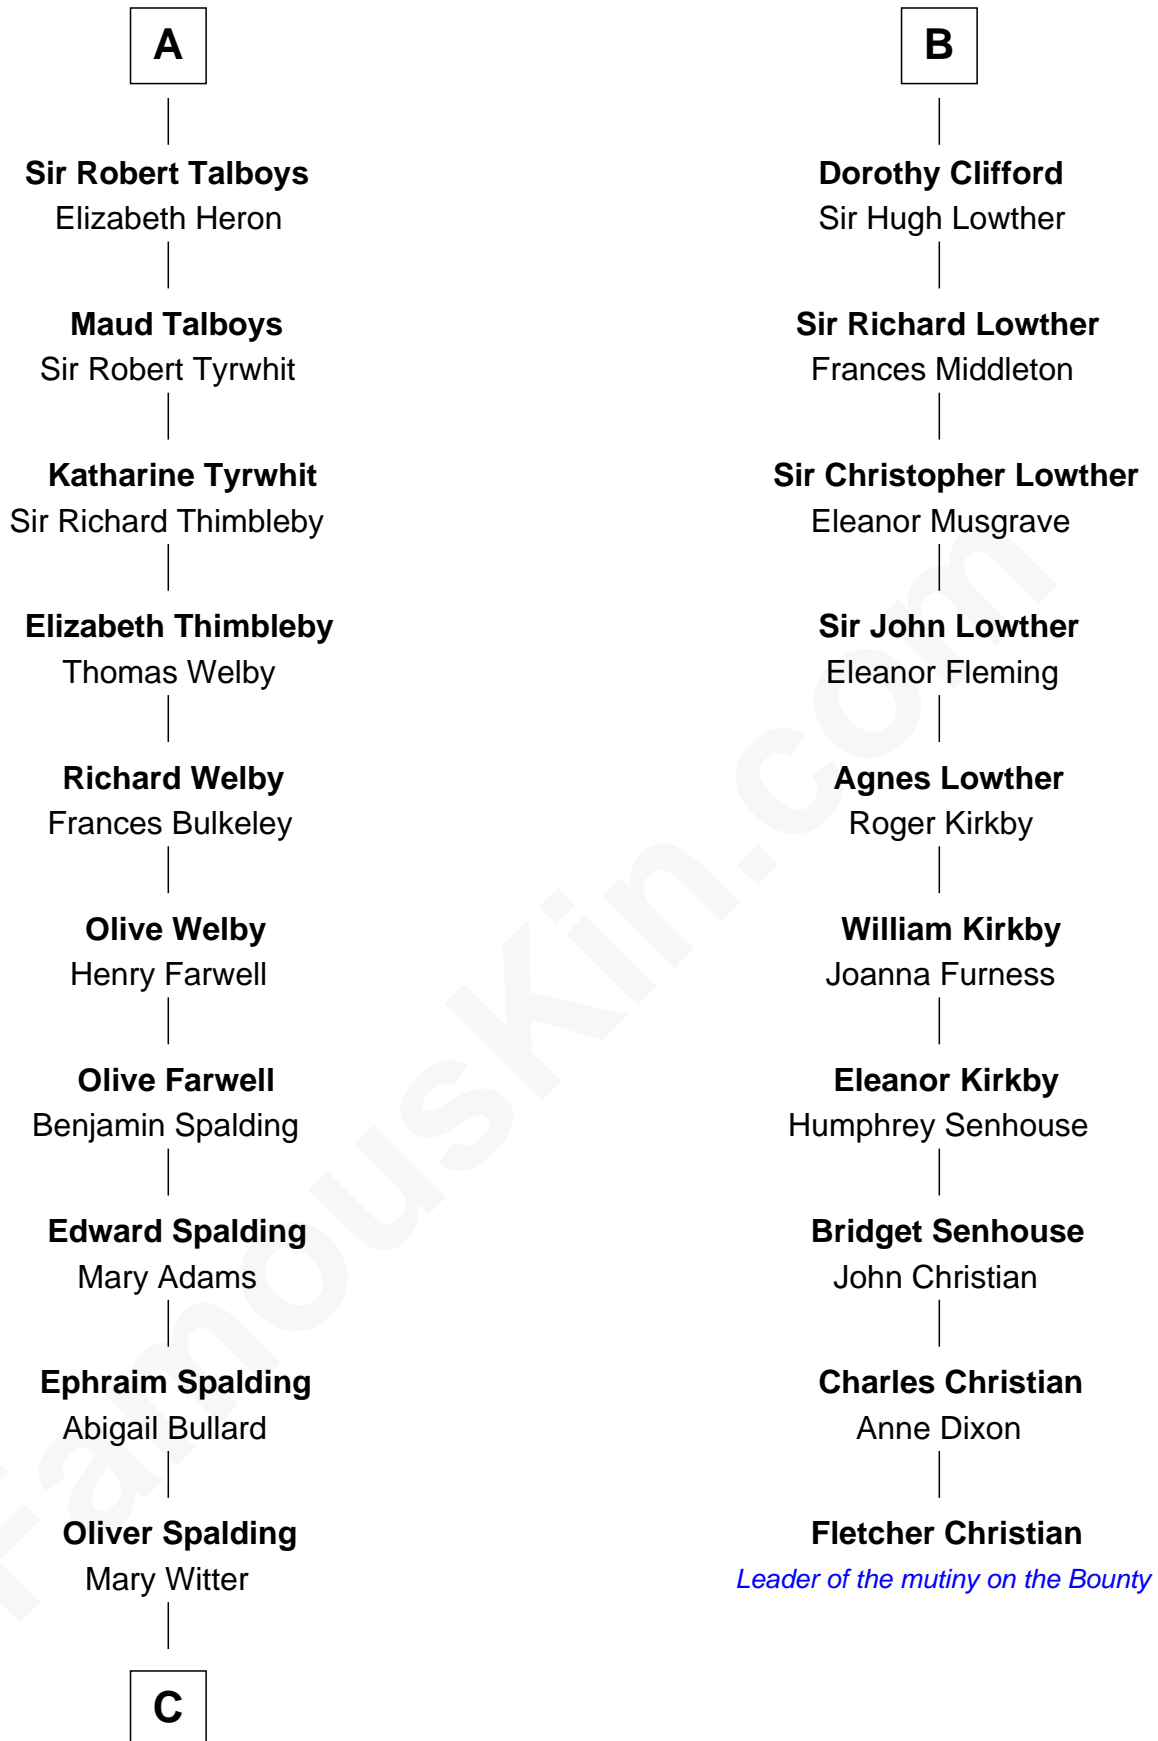 A
Sir Robert Talboys
Elizabeth Heron
Maud Talboys
Sir Robert Tyrwhit
Katharine Tyrwhit
Sir Richard Thimbleby
Elizabeth Thimbleby
Thomas Welby
Richard Welby
Frances Bulkeley
Olive Welby
Henry Farwell
Olive Farwell
Benjamin Spalding
Edward Spalding
Mary Adams
Ephraim Spalding
Abigail Bullard
Oliver Spalding
Mary Witter
C
B
Dorothy Clifford
Sir Hugh Lowther
Sir Richard Lowther
Frances Middleton
Sir Christopher Lowther
Eleanor Musgrave
Sir John Lowther
Eleanor Fleming
Agnes Lowther
Roger Kirkby
William Kirkby
Joanna Furness
Eleanor Kirkby
Humphrey Senhouse
Bridget Senhouse
John Christian
Charles Christian
Anne Dixon
Fletcher Christian
Leader of the mutiny on the Bounty
FamousKin.com